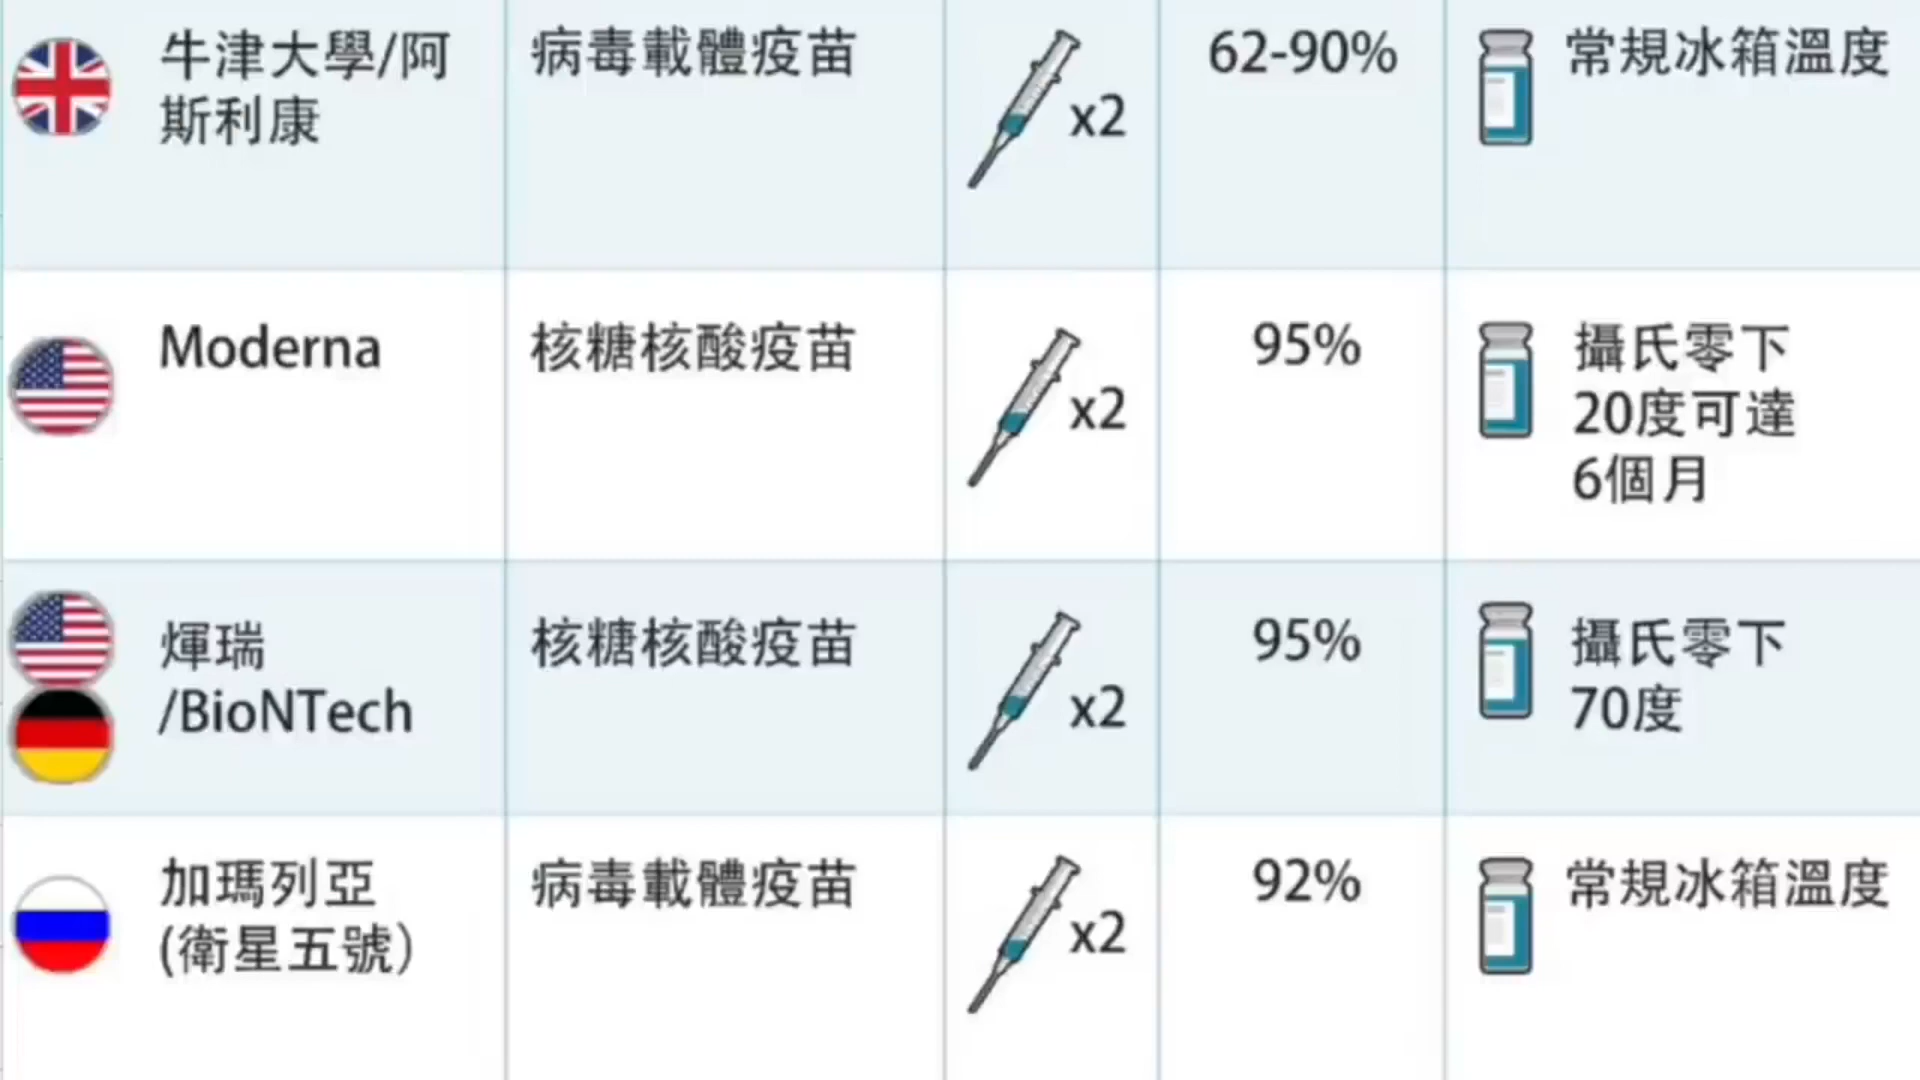 牛津大學/阿
斯利康
病毒載體疫苗
x2
62-90%
常規冰箱溫度
Moderna
核糖核酸疫苗
x2
95%
攝氏零下
20度可達
6個月
煇瑞
/BioNTech
核糖核酸疫苗
x2
95%
攝氏零下
70度
加瑪列亞
(衛星五號)
病毒載體疫苗
x2
92%
常規冰箱溫度